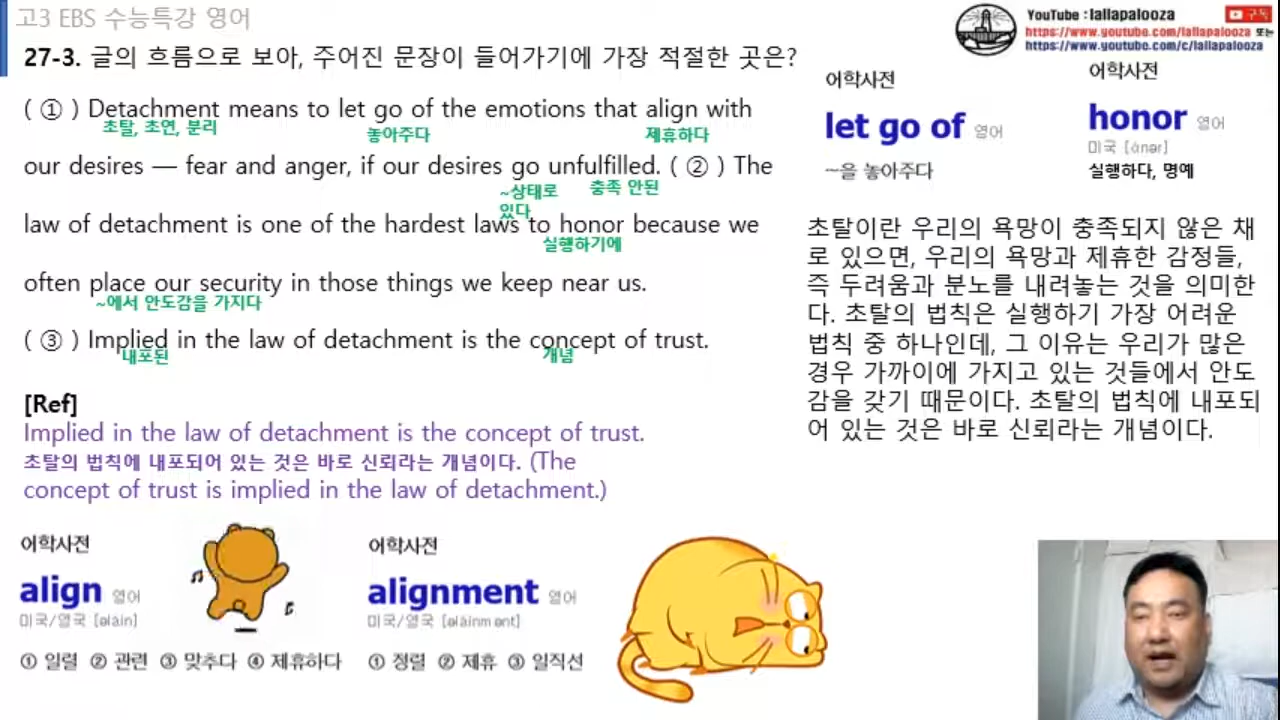 고3 EBS 수능특강 영어
YouTube : lallapalooza
구독
https://www.youtube.com/lallapalooza 또는
https://www.youtube.com/c/lallapalooza
27-3. 글의 흐름으로 보아, 주어진 문장이 들어가기에 가장 적절한 곳은?
( ① ) Detachment means to let go of the emotions that align with
초탈, 초연, 분리 놓아주다 제휴하다
our desires — fear and anger, if our desires go unfulfilled. ( ② ) The
~상태로 충족 안된
있다
law of detachment is one of the hardest laws to honor because we
실행하기에
often place our security in those things we keep near us.
~에서 안도감을 가지다
( ③ ) Implied in the law of detachment is the concept of trust.
내포된 개념
[Ref]
Implied in the law of detachment is the concept of trust.
초탈의 법칙에 내포되어 있는 것은 바로 신뢰라는 개념이다. (The
concept of trust is implied in the law of detachment.)
어학사전
align 영어
미국/영국 [əláin]
① 일렬 ② 관련 ③ 맞추다 ④ 제휴하다
어학사전
alignment 영어
미국/영국 [əláinmənt]
① 정렬 ② 제휴 ③ 일직선
어학사전
let go of 영어
~을 놓아주다
어학사전
honor 영어
미국 [ánər]
실행하다, 명예
초탈이란 우리의 욕망이 충족되지 않은 채
로 있으면, 우리의 욕망과 제휴한 감정들,
즉 두려움과 분노를 내려놓는 것을 의미한
다. 초탈의 법칙은 실행하기 가장 어려운
법칙 중 하나인데, 그 이유는 우리가 많은
경우 가까이에 가지고 있는 것들에서 안도
감을 갖기 때문이다. 초탈의 법칙에 내포되
어 있는 것은 바로 신뢰라는 개념이다.